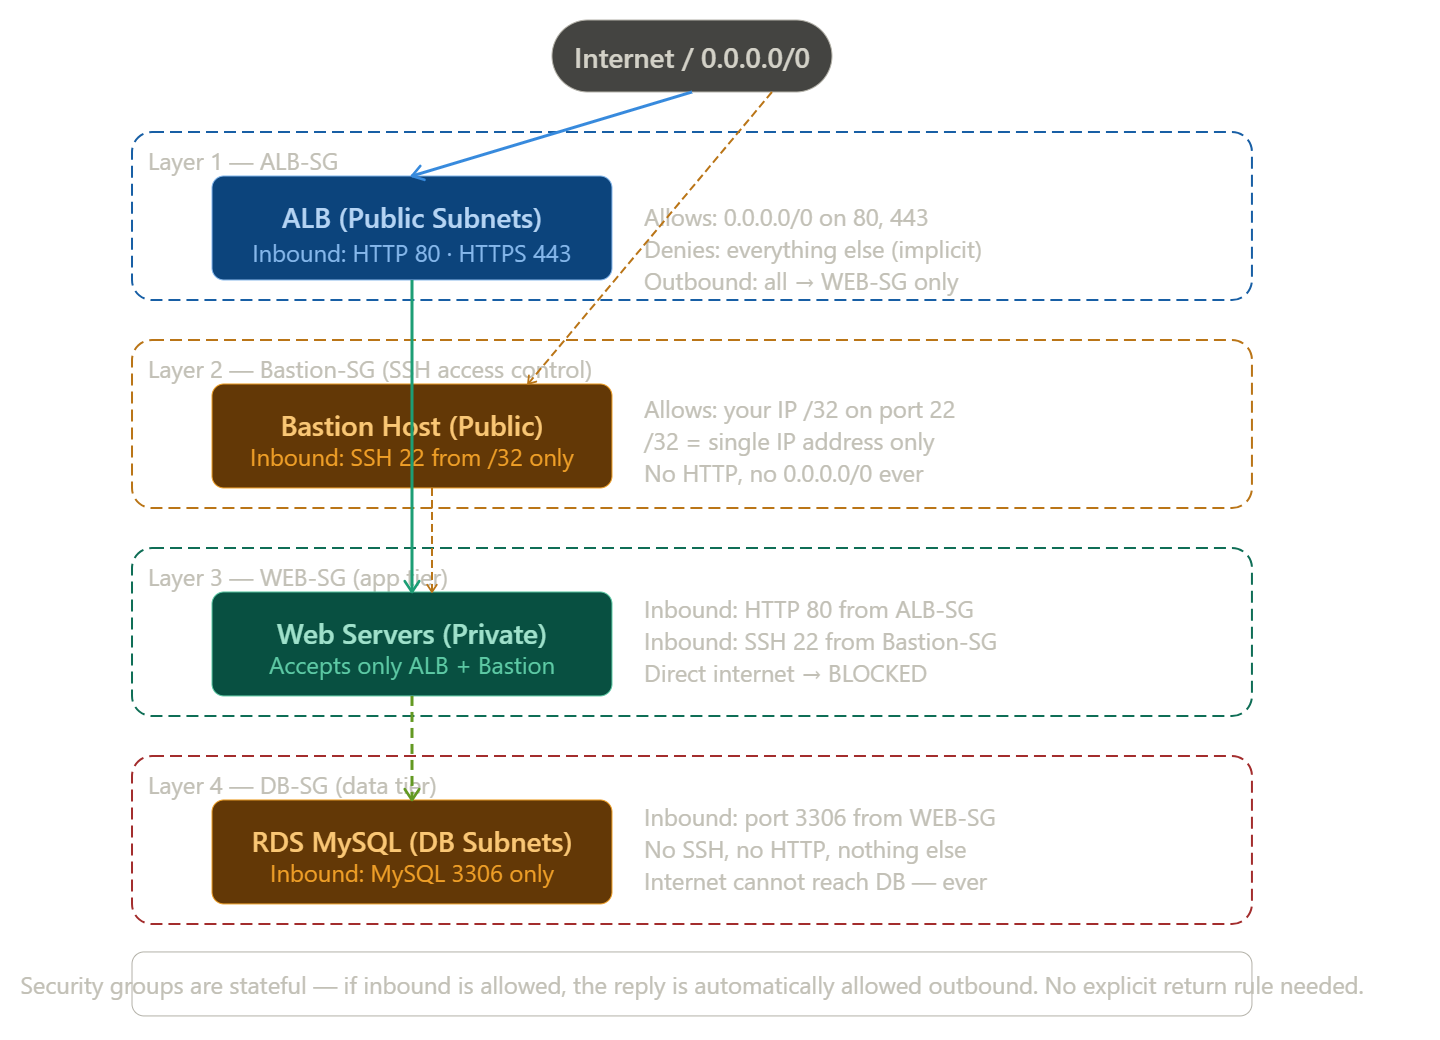 Internet / 0.0.0.0/0
Layer 1 — ALB-SG
ALB (Public Subnets)
Inbound: HTTP 80 · HTTPS 443
Allows: 0.0.0.0/0 on 80, 443
Denies: everything else (implicit)
Outbound: all → WEB-SG only
Layer 2 — Bastion-SG (SSH access control)
Bastion Host (Public)
Inbound: SSH 22 from /32 only
Allows: your IP /32 on port 22
/32 = single IP address only
No HTTP, no 0.0.0.0/0 ever
Layer 3 — WEB-SG (app tier)
Web Servers (Private)
Accepts only ALB + Bastion
Inbound: HTTP 80 from ALB-SG
Inbound: SSH 22 from Bastion-SG
Direct internet → BLOCKED
Layer 4 — DB-SG (data tier)
RDS MySQL (DB Subnets)
Inbound: MySQL 3306 only
Inbound: port 3306 from WEB-SG
No SSH, no HTTP, nothing else
Internet cannot reach DB — ever
Security groups are stateful — if inbound is allowed, the reply is automatically allowed outbound. No explicit return rule needed.